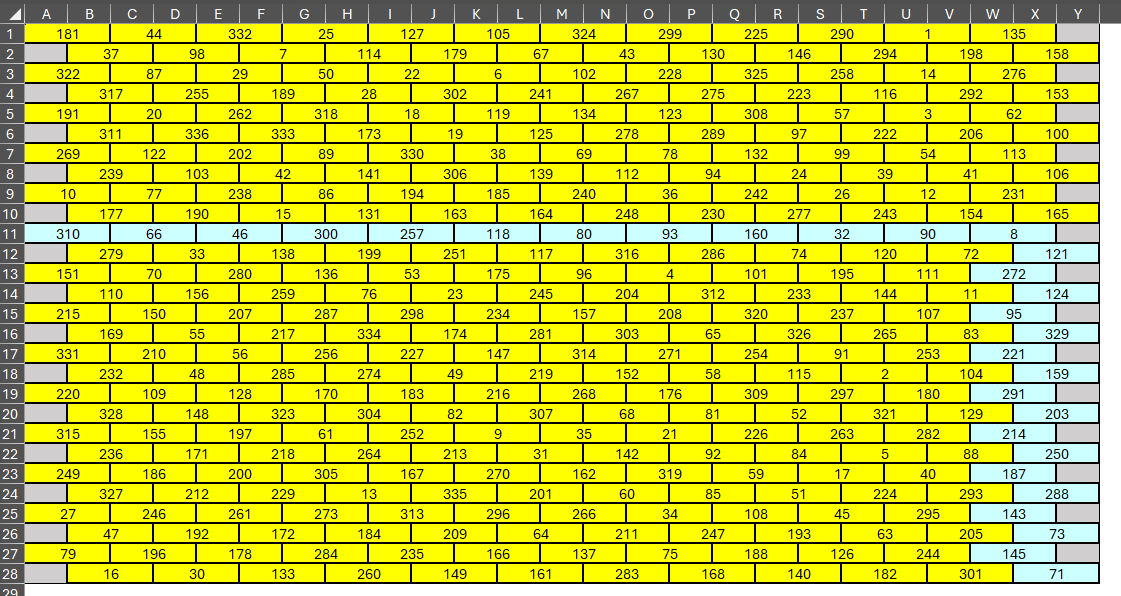 A B C D E F G H I J K L M N O P Q R S T U V W X Y
1 181 44 332 25 127 105 324 299 225 290 1 135
2 37 98 7 114 179 67 43 130 146 294 198 158
3 322 87 29 50 22 6 102 228 325 258 14 276
4 317 255 189 28 302 241 267 275 223 116 292 153
5 191 20 262 318 18 119 134 123 308 57 3 62
6 311 336 333 173 19 125 278 289 97 222 206 100
7 269 122 202 89 330 38 69 78 132 99 54 113
8 239 103 42 141 306 139 112 94 24 39 41 106
9 10 77 238 86 194 185 240 36 242 26 12 231
10 177 190 15 131 163 164 248 230 277 243 154 165
11 310 66 46 300 257 118 80 93 160 32 90 8
12 279 33 138 199 251 117 316 286 74 120 72 121
13 151 70 280 136 53 175 96 4 101 195 111 272
14 110 156 259 76 23 245 204 312 233 144 11 124
15 215 150 207 287 298 234 157 208 320 237 107 95
16 169 55 217 334 174 281 303 65 326 265 83 329
17 331 210 56 256 227 147 314 271 254 91 253 221
18 232 48 285 274 49 219 152 58 115 2 104 159
19 220 109 128 170 183 216 268 176 309 297 180 291
20 328 148 323 304 82 307 68 81 52 321 129 203
21 315 155 197 61 252 9 35 21 226 263 282 214
22 236 171 218 264 213 31 142 92 84 5 88 250
23 249 186 200 305 167 270 162 319 59 17 40 187
24 327 212 229 13 335 201 60 85 51 224 293 288
25 27 246 261 273 313 296 266 34 108 45 295 143
26 47 192 172 184 209 64 211 247 193 63 205 73
27 79 196 178 284 235 166 137 75 188 126 244 145
28 16 30 133 260 149 161 283 168 140 182 301 71
29